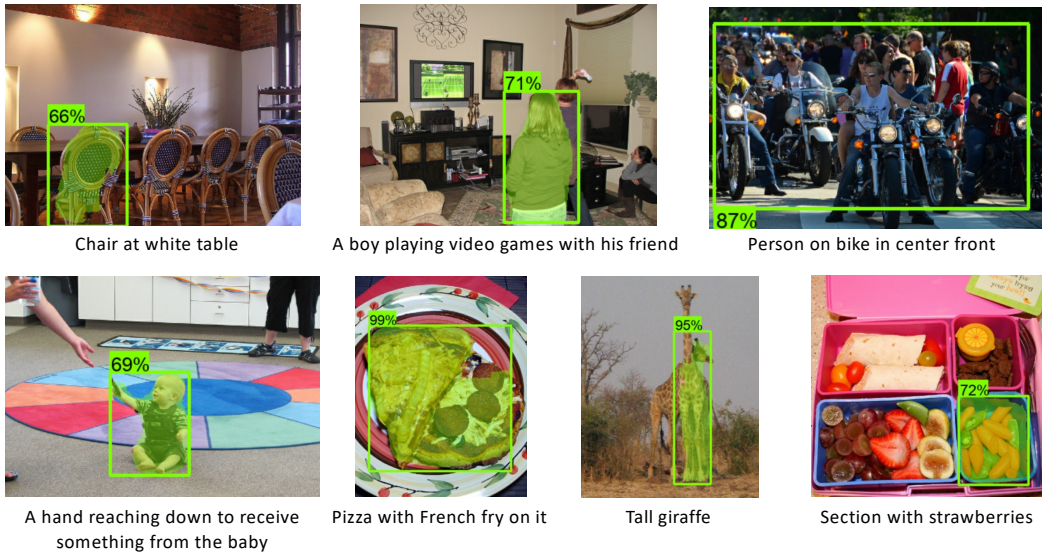 66%
71%
87%
Chair at white table
A boy playing video games with his friend
Person on bike in center front
69%
99%
95%
72%
trying
your
A hand reaching down to receive
something from the baby
Pizza with French fry on it
Tall giraffe
Section with strawberries